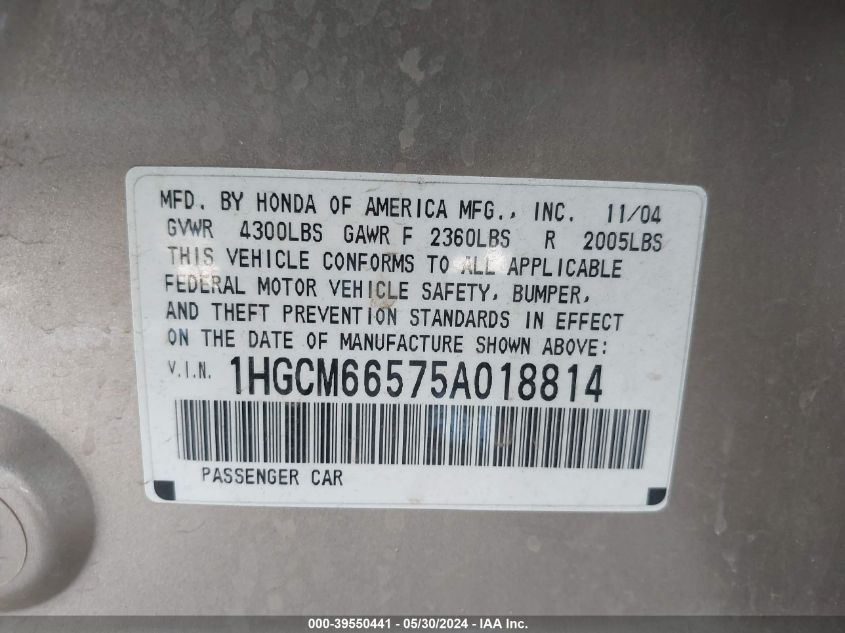 MFD. BY HONDA OF AMERICA MFG., INC. 11/04
GVWR 4300LBS GAWR F 2360LBS R 2005LBS
THIS VEHICLE CONFORMS TO ALL APPLICABLE
FEDERAL MOTOR VEHICLE SAFETY, BUMPER,
AND THEFT PREVENTION STANDARDS IN EFFECT
ON THE DATE OF MANUFACTURE SHOWN ABOVE:
V.I.N. 1HGCM66575A018814
PASSENGER CAR
000-39550441 - 05/30/2024 - IAA Inc.